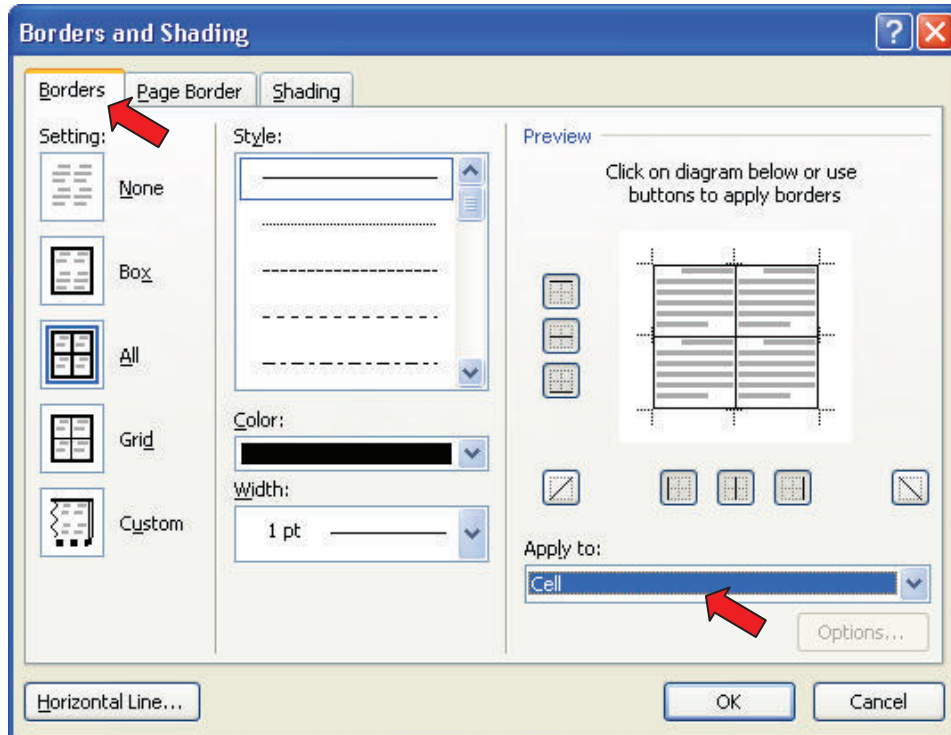 Borders and Shading
Borders
Page Border
Shading
Setting:
None
Box
All
Grid
Custom
Style:
Color:
Width:
1 pt
Preview
Click on diagram below or use
buttons to apply borders
Apply to:
Cell
Options...
Horizontal Line...
OK
Cancel